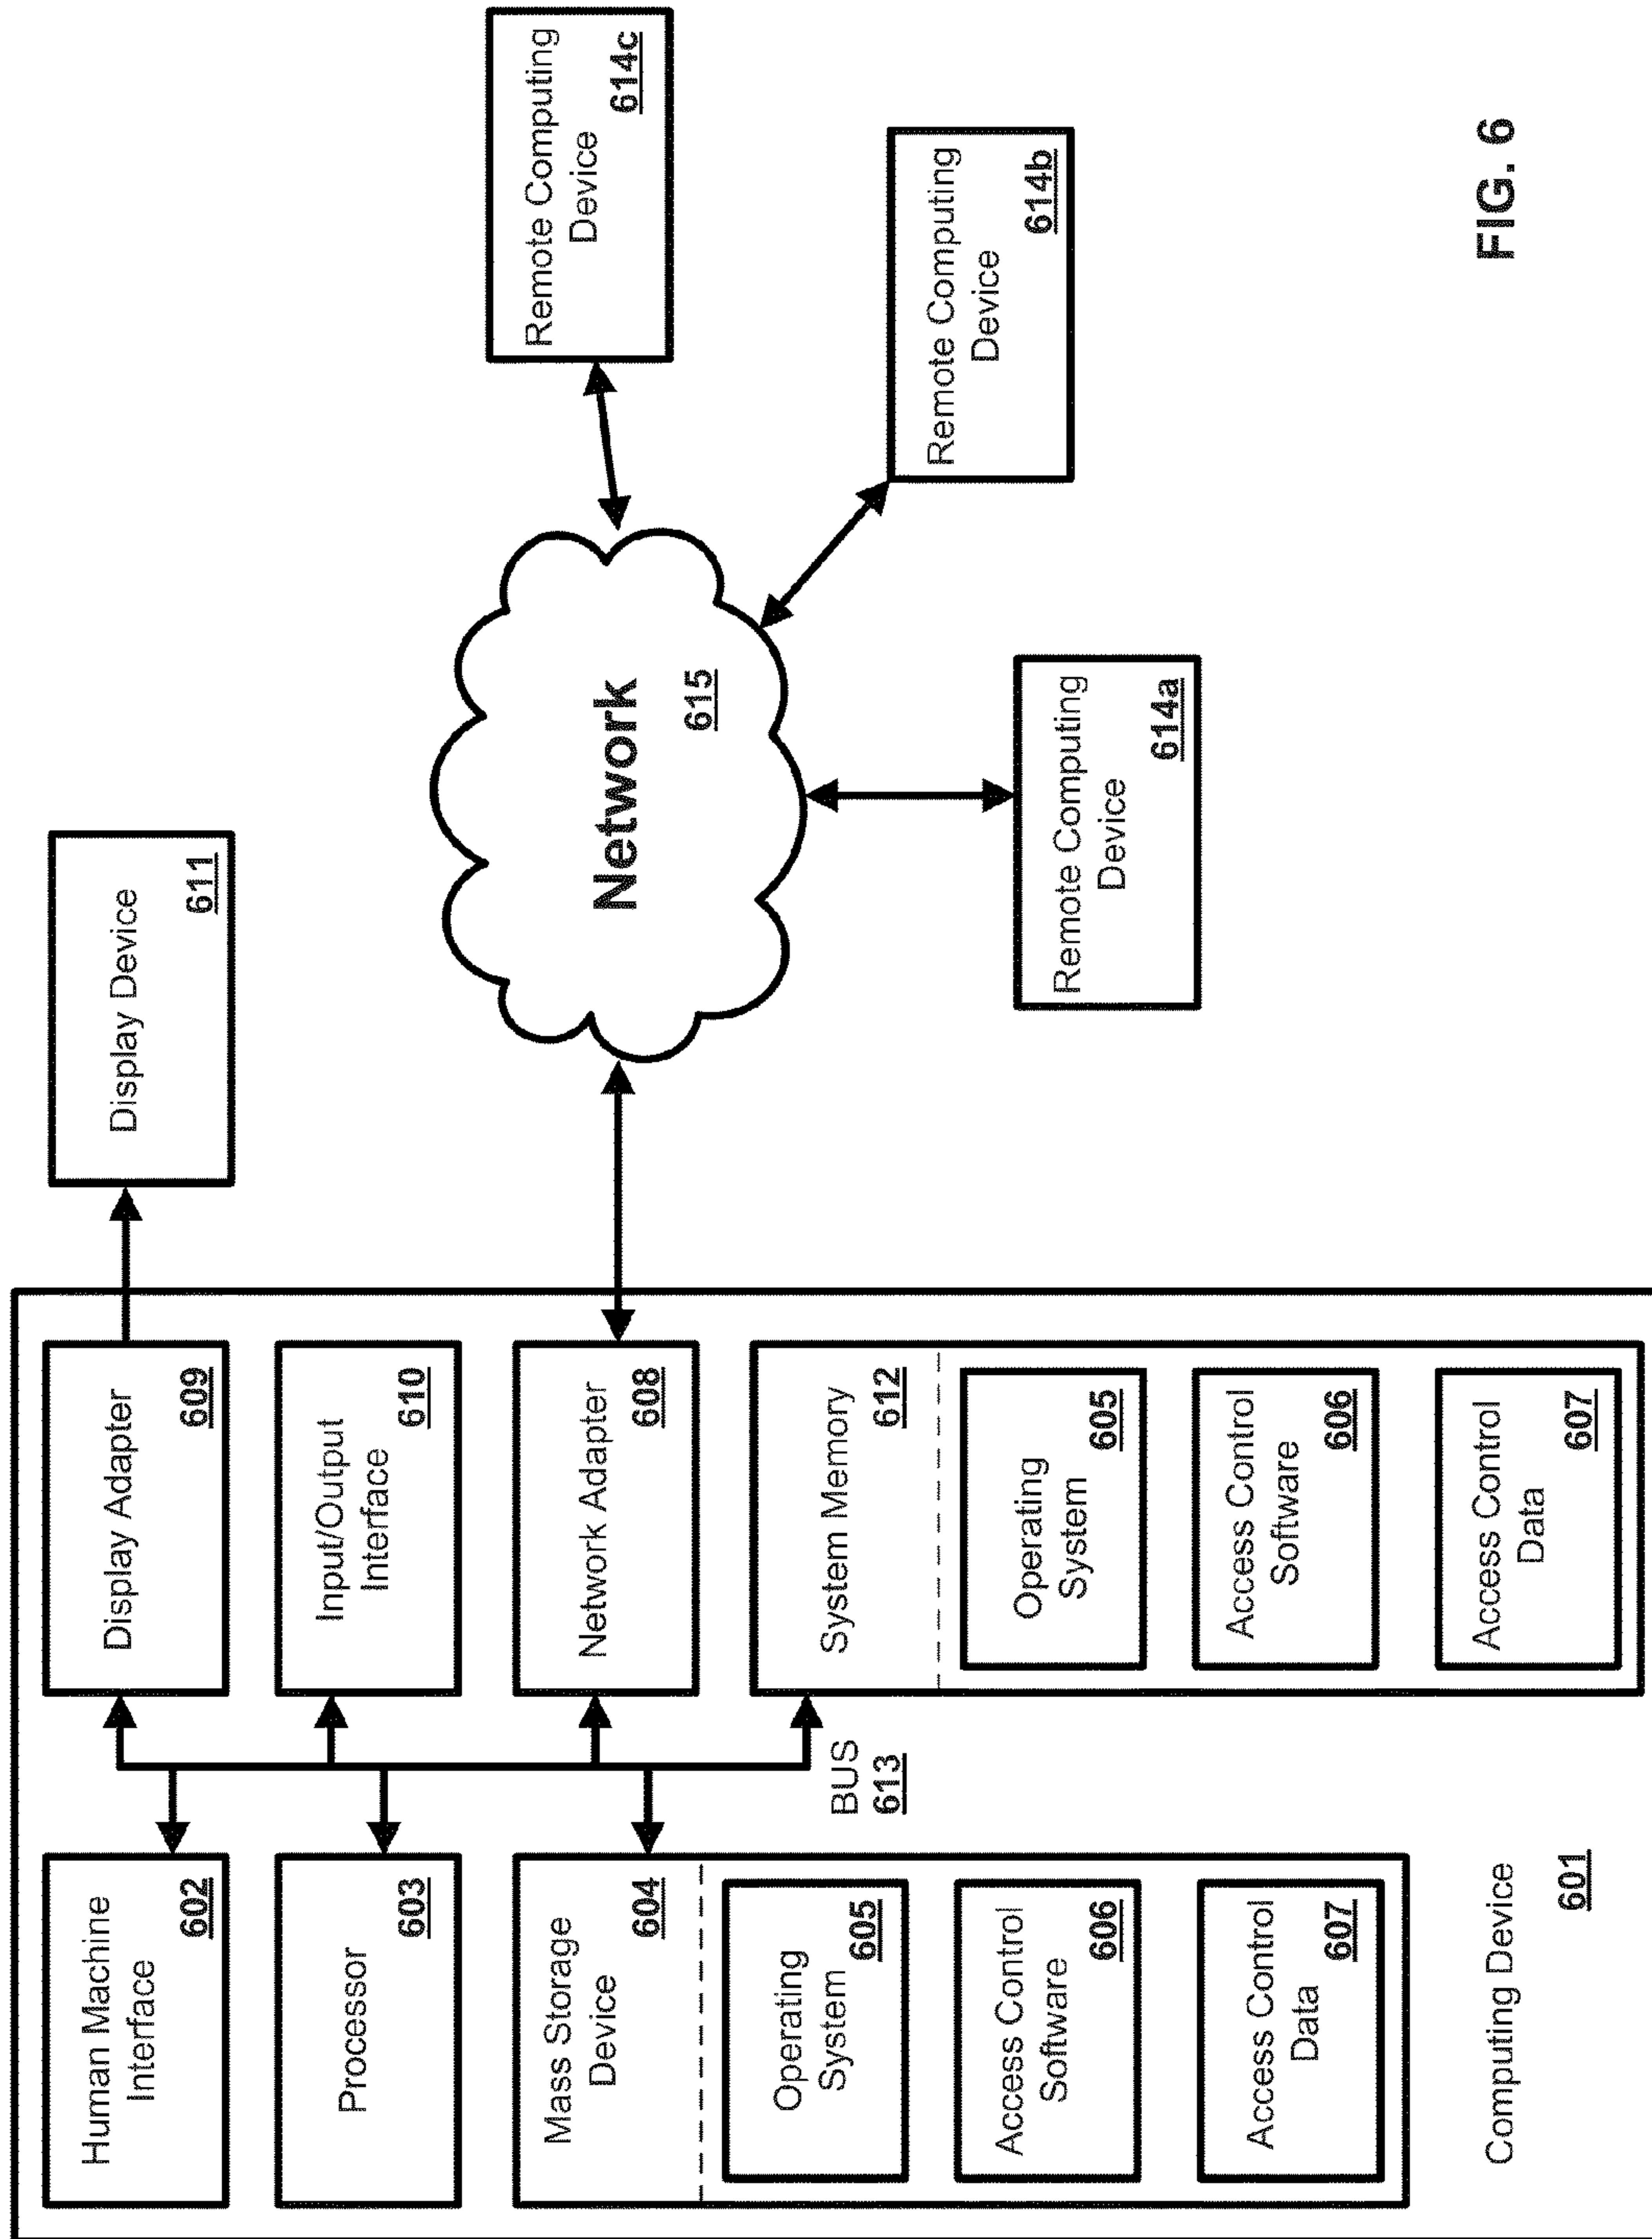 Human Machine
Interface
602
Processor
603
Mass Storage
Device
604
Operating
System
605
Access Control
Software
606
Access Control
Data
607
Computing Device
601
BUS
613
Display Adapter
609
Input/Output
Interface
610
Network Adapter
608
System Memory
612
Operating
System
605
Access Control
Software
606
Access Control
Data
607
Display Device
611
Network
615
Remote Computing
Device
614a
Remote Computing
Device
614b
Remote Computing
Device
614c
FIG. 6